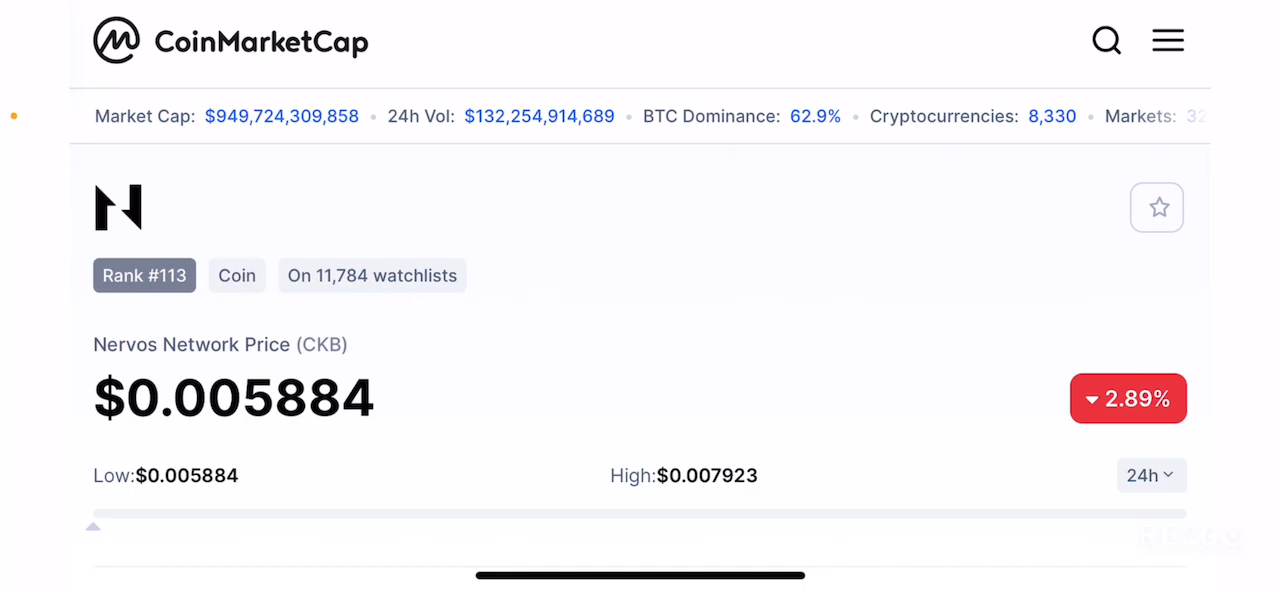 CoinMarketCap
Market Cap: $949,724,309,858 • 24h Vol: $132,254,914,689 • BTC Dominance: 62.9% • Cryptocurrencies: 8,330 • Markets: 32
Rank #113 Coin On 11,784 watchlists
Nervos Network Price (CKB)
$0.005884 2.89%
Low:$0.005884 High:$0.007923 24h